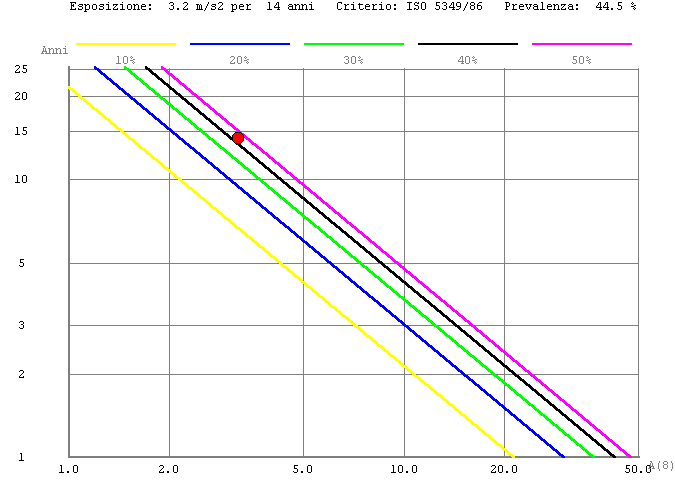 Esposizione: 3.2 m/s2 per 14 anni Criterio: ISO 5349/86 Prevalenza: 44.5 %
Anni
10% 20% 30% 40% 50%
25
20
15
10
5
3
2
1
1.0 2.0 5.0 10.0 20.0 50.0 A(8)